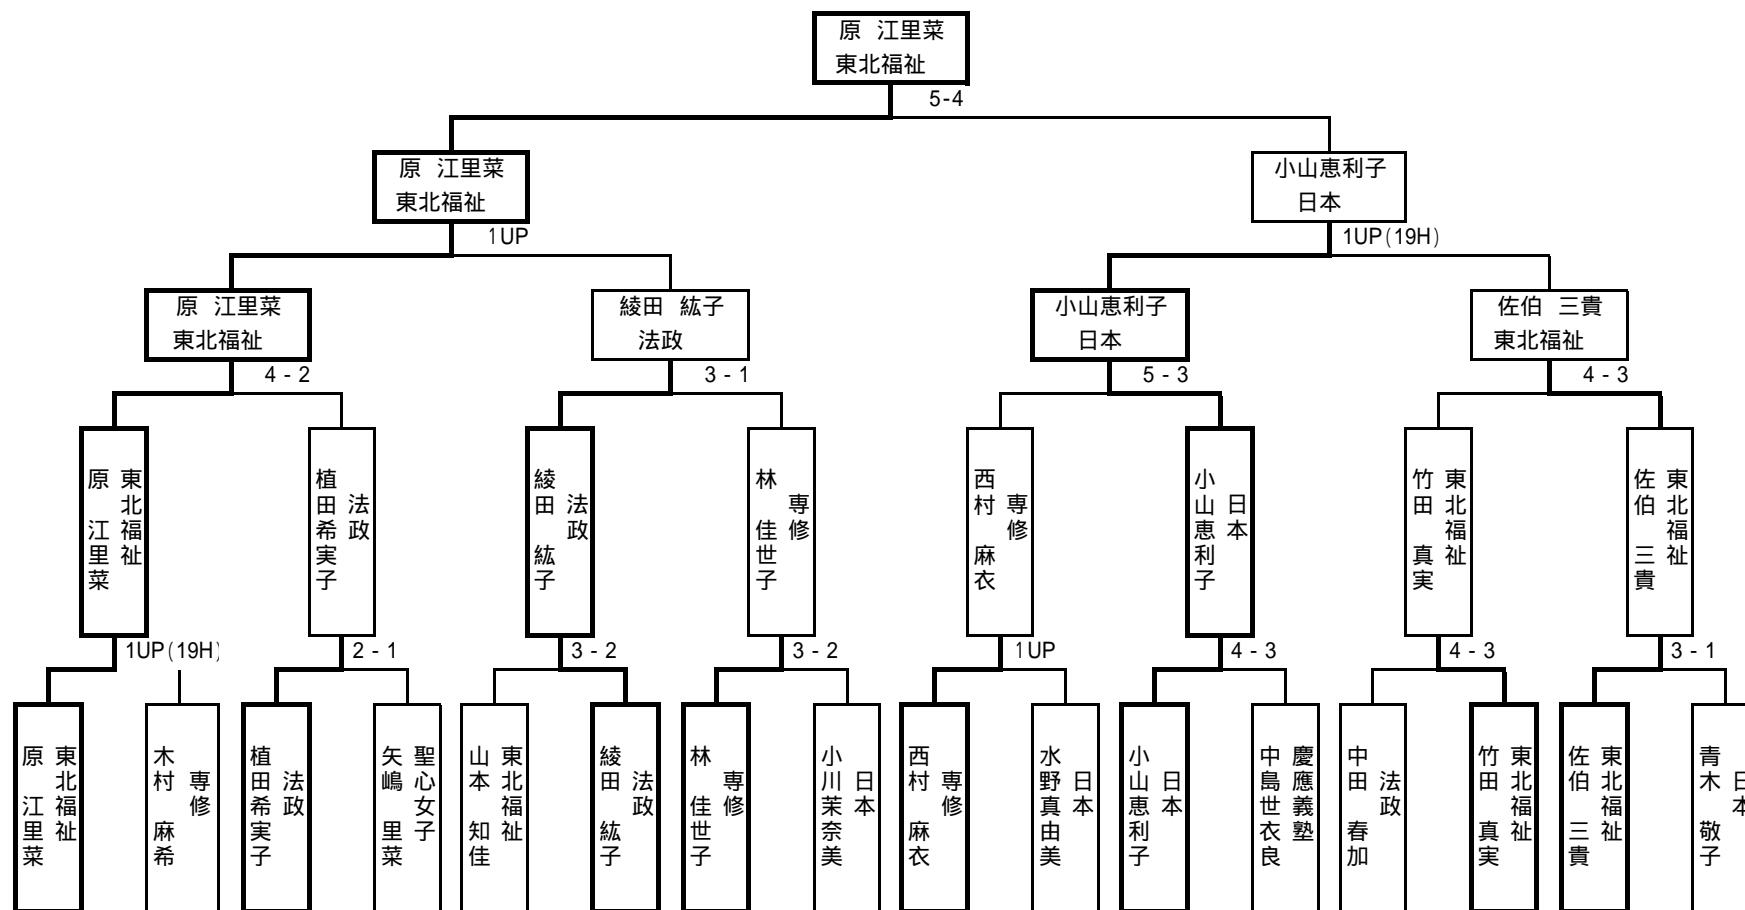 原 江里菜
東北福祉
5-4
原 江里菜
東北福祉
小山恵利子
日本
1UP
1UP(19H)
原 江里菜
東北福祉
綾田 紘子
法政
小山恵利子
日本
佐伯 三貴
東北福祉
4 - 2
3 - 1
5 - 3
4 - 3
東北福祉
原 江里菜
法政
植田希実子
法政
綾田 紘子
専修
林 佳世子
専修
西村 麻衣
日本
小山恵利子
東北福祉
竹田 真実
東北福祉
佐伯 三貴
1UP(19H)
2 - 1
3 - 2
3 - 2
1UP
4 - 3
4 - 3
3 - 1
東北福祉
原 江里菜
専修
木村 麻希
法政
植田希実子
聖心女子
矢嶋 里菜
東北福祉
山本 知佳
法政
綾田 紘子
専修
林 佳世子
日本
小川茉奈美
専修
西村 麻衣
日本
水野真由美
日本
小山恵利子
慶應義塾
中島世衣良
法政
中田 春加
東北福祉
竹田 真実
東北福祉
佐伯 三貴
日本
青木 敬子